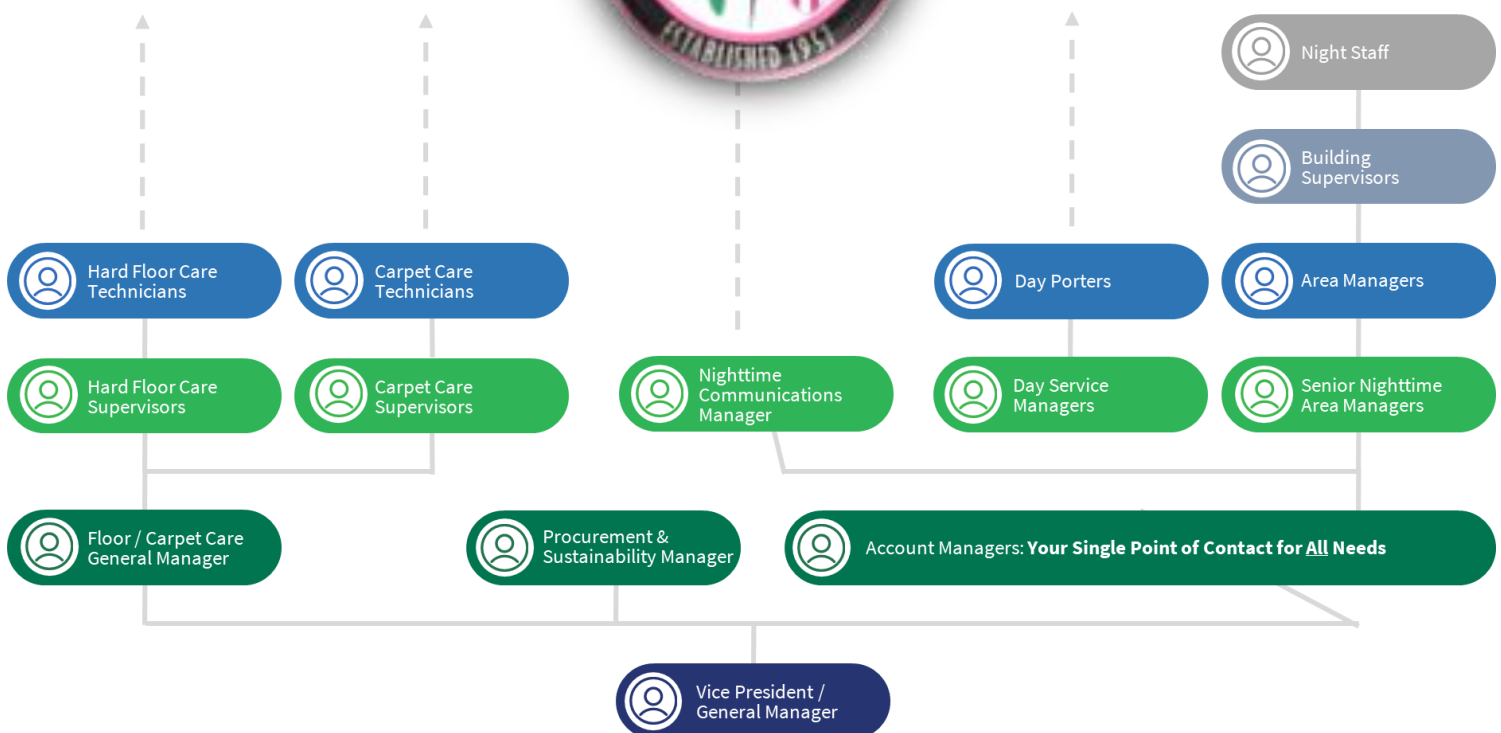 ESTABLISHED 1951
Night Staff
Building
Supervisors
Hard Floor Care
Technicians
Carpet Care
Technicians
Day Porters
Area Managers
Hard Floor Care
Supervisors
Carpet Care
Supervisors
Nighttime
Communications
Manager
Day Service
Managers
Senior Nighttime
Area Managers
Floor / Carpet Care
General Manager
Procurement &
Sustainability Manager
Account Managers: Your Single Point of Contact for All Needs
Vice President /
General Manager